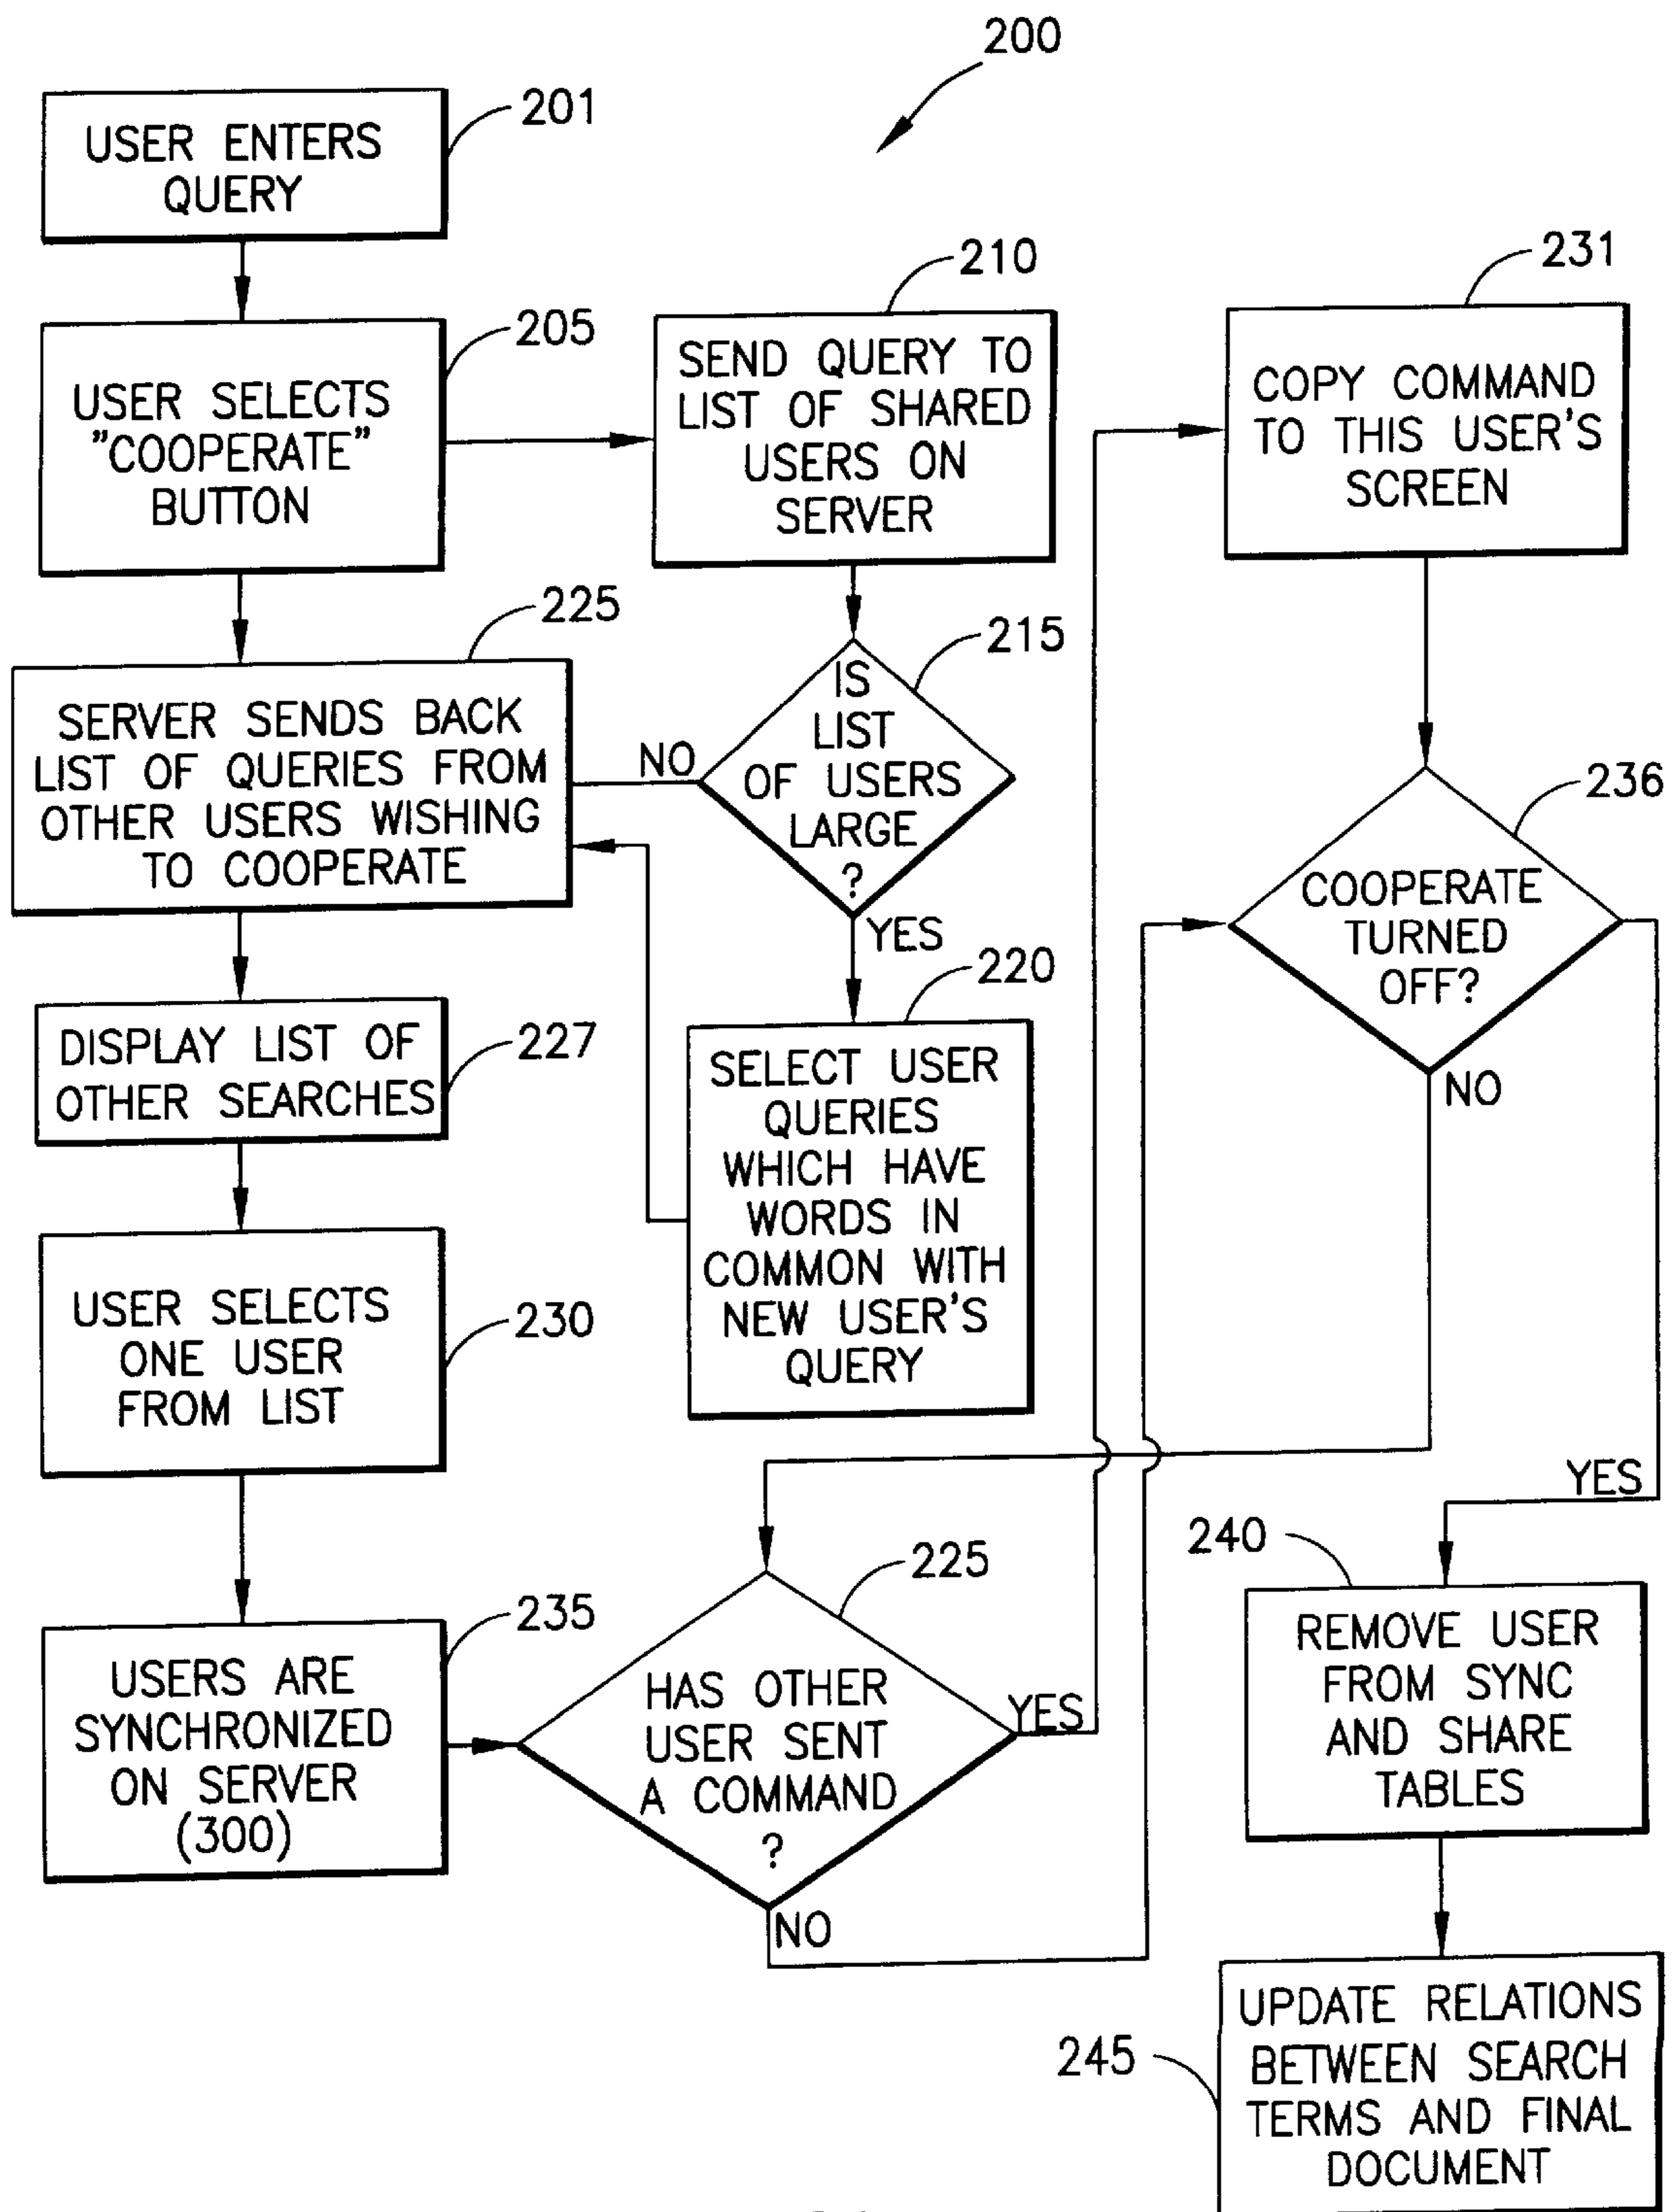 200
201
USER ENTERS
QUERY
205
USER SELECTS
"COOPERATE"
BUTTON
210
SEND QUERY TO
LIST OF SHARED
USERS ON
SERVER
231
COPY COMMAND
TO THIS USER'S
SCREEN
225
SERVER SENDS BACK
LIST OF QUERIES FROM
OTHER USERS WISHING
TO COOPERATE
215
IS
LIST
OF USERS
LARGE
?
NO
YES
236
COOPERATE
TURNED
OFF?
NO
YES
220
SELECT USER
QUERIES
WHICH HAVE
WORDS IN
COMMON WITH
NEW USER'S
QUERY
227
DISPLAY LIST OF
OTHER SEARCHES
230
USER SELECTS
ONE USER
FROM LIST
235
USERS ARE
SYNCHRONIZED
ON SERVER
(300)
225
HAS OTHER
USER SENT
A COMMAND
?
YES
NO
240
REMOVE USER
FROM SYNC
AND SHARE
TABLES
245
UPDATE RELATIONS
BETWEEN SEARCH
TERMS AND FINAL
DOCUMENT